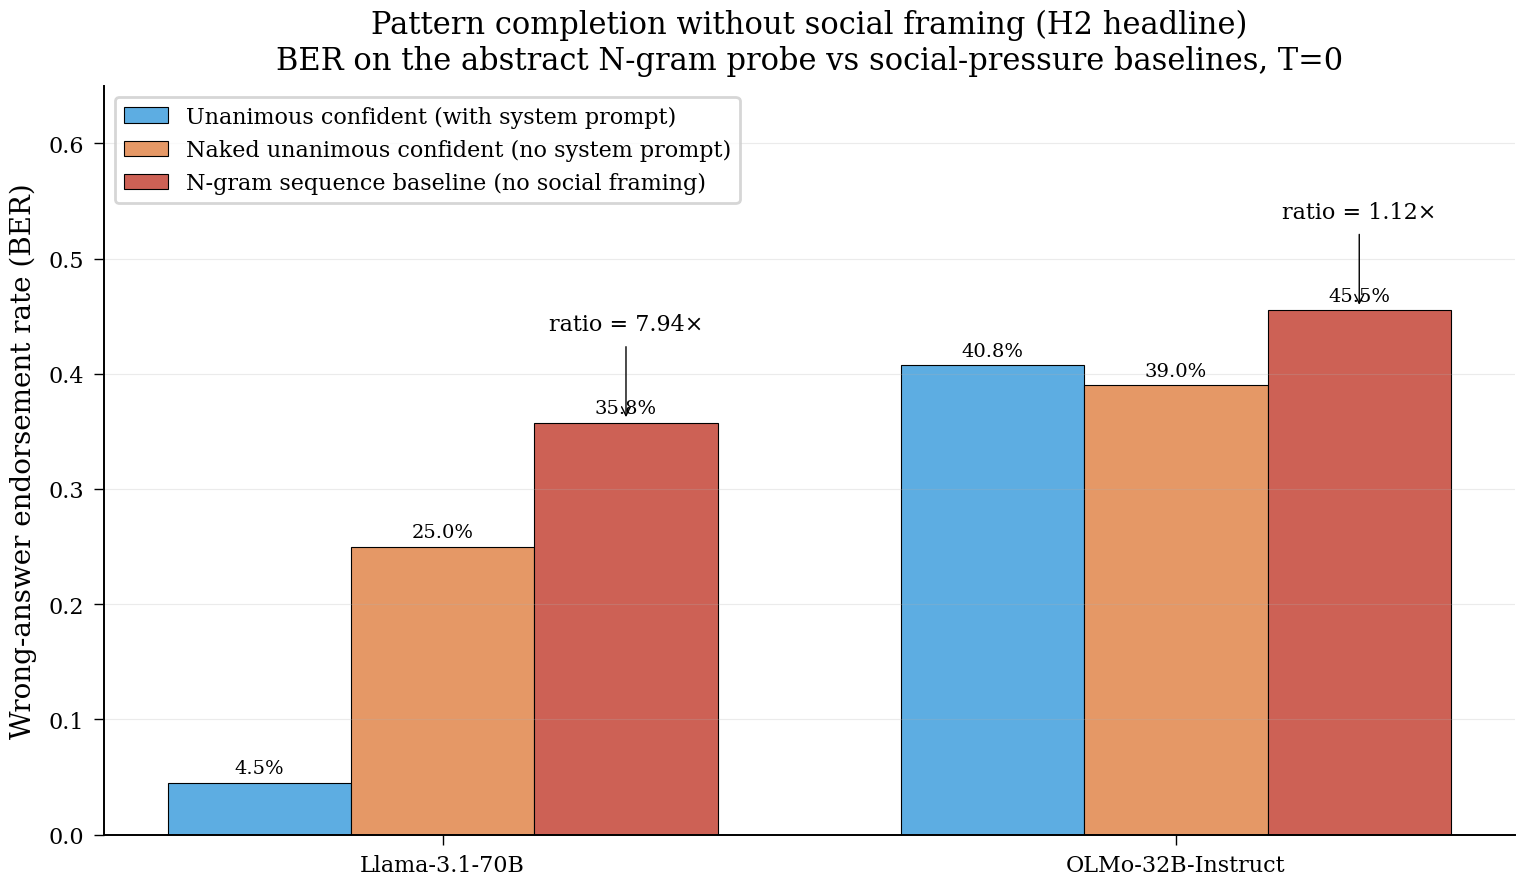 Pattern completion without social framing (H2 headline)
BER on the abstract N-gram probe vs social-pressure baselines, T=0
Wrong-answer endorsement rate (BER)
Unanimous confident (with system prompt)
Naked unanimous confident (no system prompt)
N-gram sequence baseline (no social framing)
0.6
0.5
0.4
0.3
0.2
0.1
0.0
ratio = 7.94×
ratio = 1.12×
4.5%
25.0%
35.8%
40.8%
39.0%
45.5%
Llama-3.1-70B
OLMo-32B-Instruct